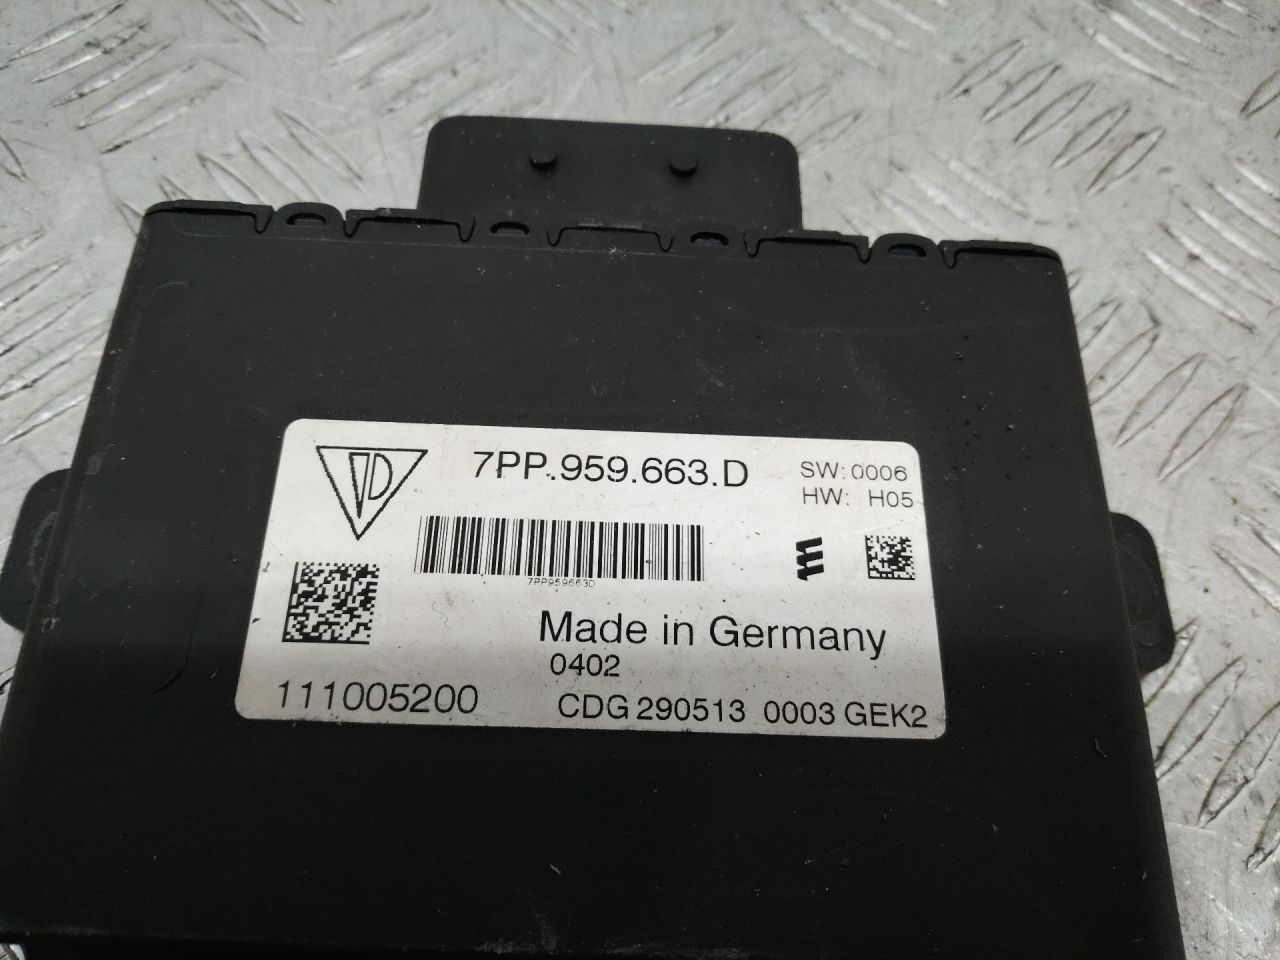 7PP.959.663.D
SW: 0006
HW: H05
7PP959663D
Made in Germany
0402
111005200
CDG 290513 0003 GEK2